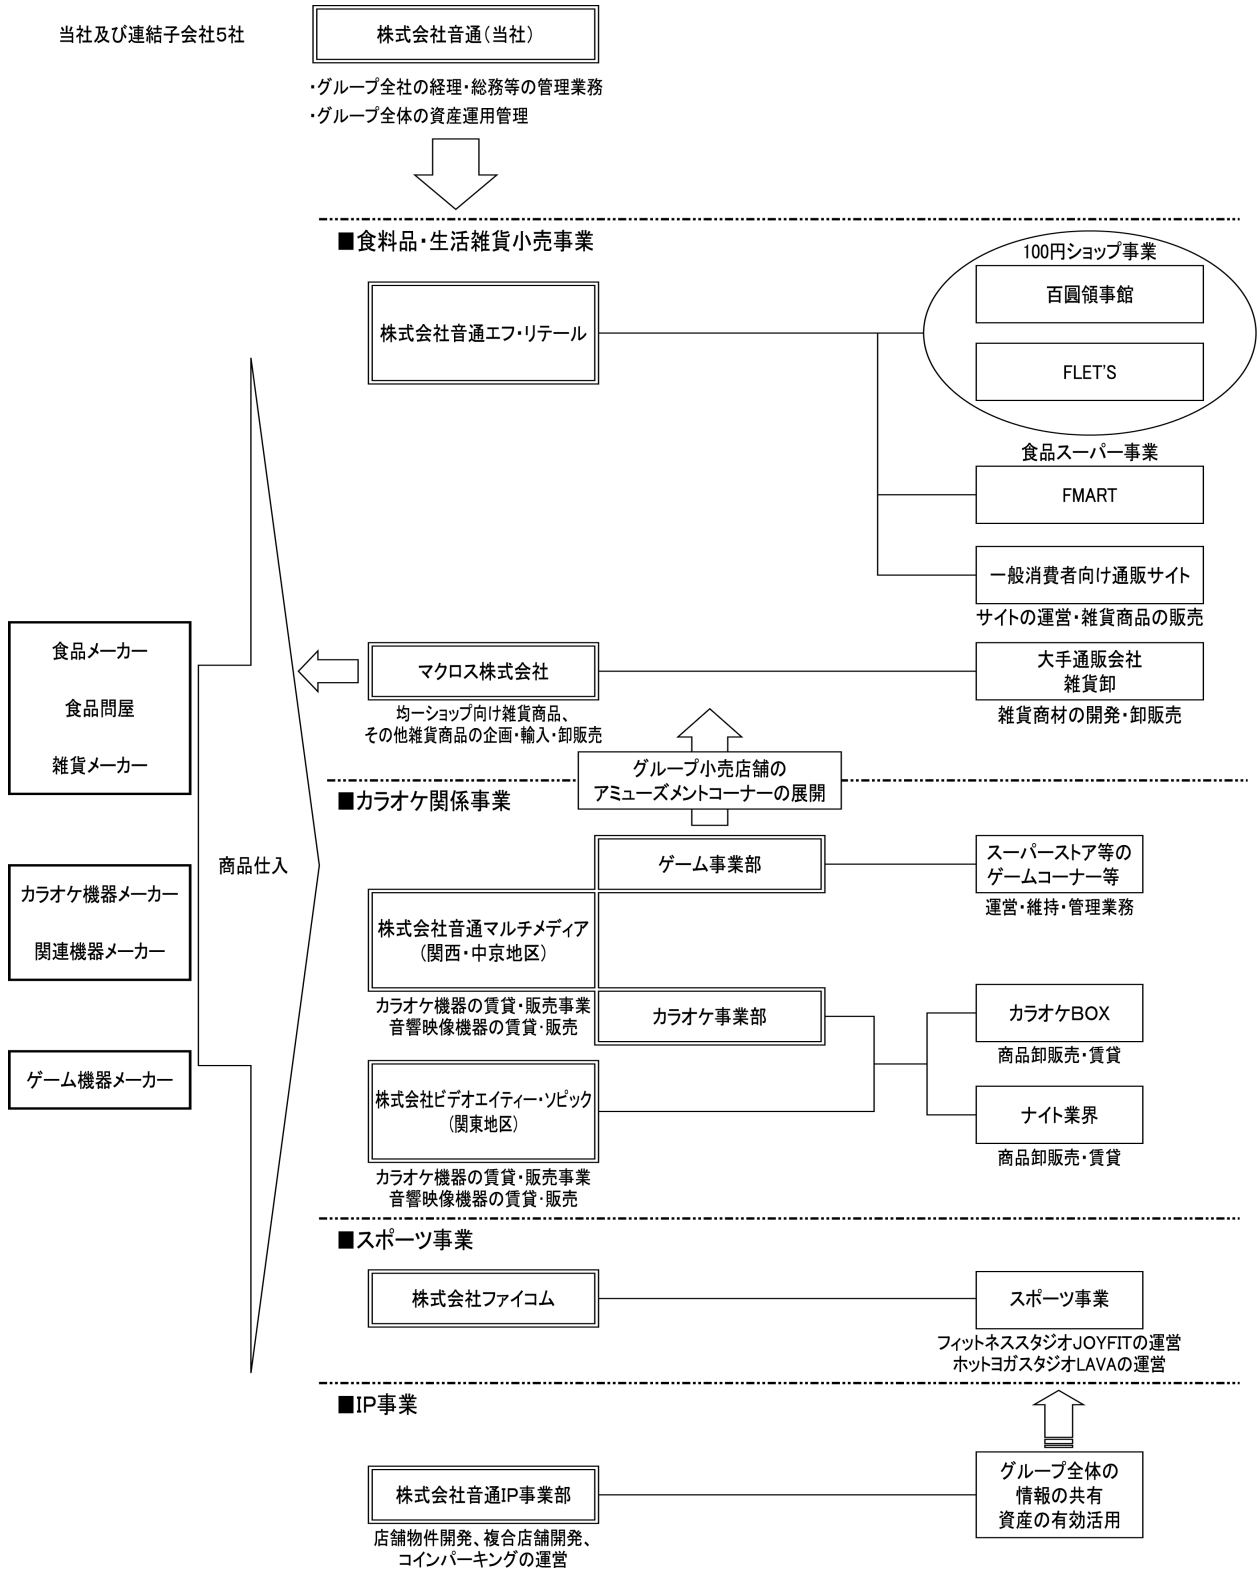 当社及び連結子会社5社
株式会社音通(当社)
・グループ全社の経理・総務等の管理業務
・グループ全体の資産運用管理
■食料品・生活雑貨小売事業
100円ショップ事業
百圓領事館
株式会社音通エフ・リテール
FLET'S
食品スーパー事業
FMART
一般消費者向け通販サイト
サイトの運営・雑貨商品の販売
食品メーカー
食品問屋
雑貨メーカー
マクロス株式会社
均一ショップ向け雑貨商品、
その他雑貨商品の企画・輸入・卸販売
大手通販会社
雑貨卸
雑貨商材の開発・卸販売
グループ小売店舗の
アミューズメントコーナーの展開
■カラオケ関係事業
商品仕入
カラオケ機器メーカー
関連機器メーカー
ゲーム機器メーカー
ゲーム事業部
スーパーストア等の
ゲームコーナー等
運営・維持・管理業務
株式会社音通マルチメディア
(関西・中京地区)
カラオケ機器の賃貸・販売事業
音響映像機器の賃貸・販売
カラオケ事業部
カラオケBOX
商品卸販売・賃貸
株式会社ビデオエイティー・ソピック
(関東地区)
カラオケ機器の賃貸・販売事業
音響映像機器の賃貸・販売
ナイト業界
商品卸販売・賃貸
■スポーツ事業
株式会社ファイコム
スポーツ事業
フィットネススタジオJOYFITの運営
ホットヨガスタジオLAVAの運営
■IP事業
株式会社音通IP事業部
店舗物件開発、複合店舗開発、
コインパーキングの運営
グループ全体の
情報の共有
資産の有効活用